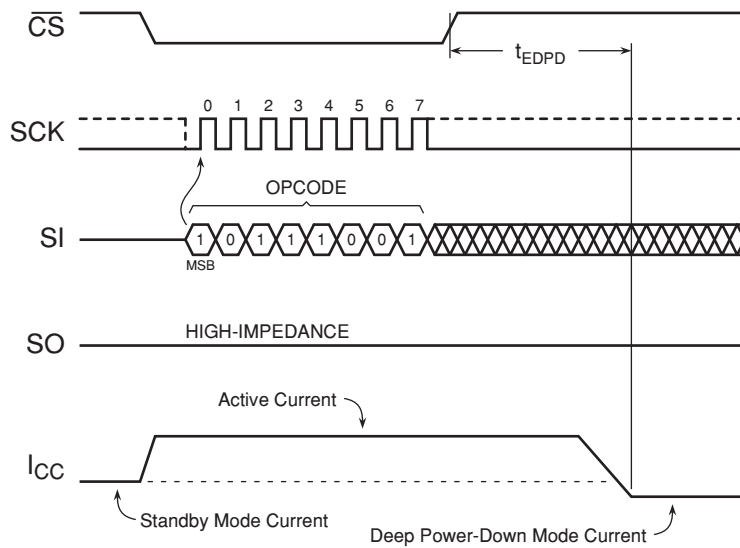 CS
tEDPD
0 1 2 3 4 5 6 7
SCK
OPCODE
SI
1 0 1 1 1 0 0 1
MSB
HIGH-IMPEDANCE
SO
Active Current
ICC
Standby Mode Current
Deep Power-Down Mode Current